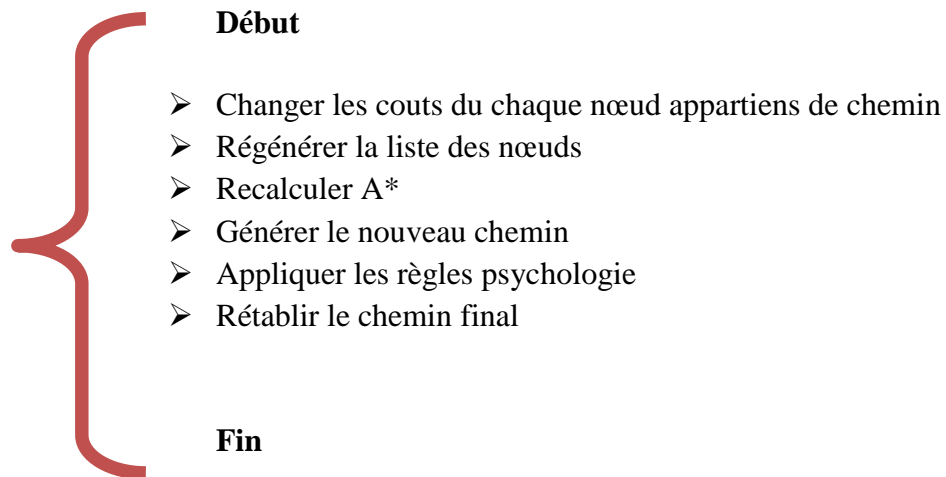 Début
➢ Changer les couts du chaque nœud appartiens de chemin
➢ Régénérer la liste des nœuds
➢ Recalculer A*
➢ Générer le nouveau chemin
➢ Appliquer les règles psychologie
➢ Rétablir le chemin final
Fin